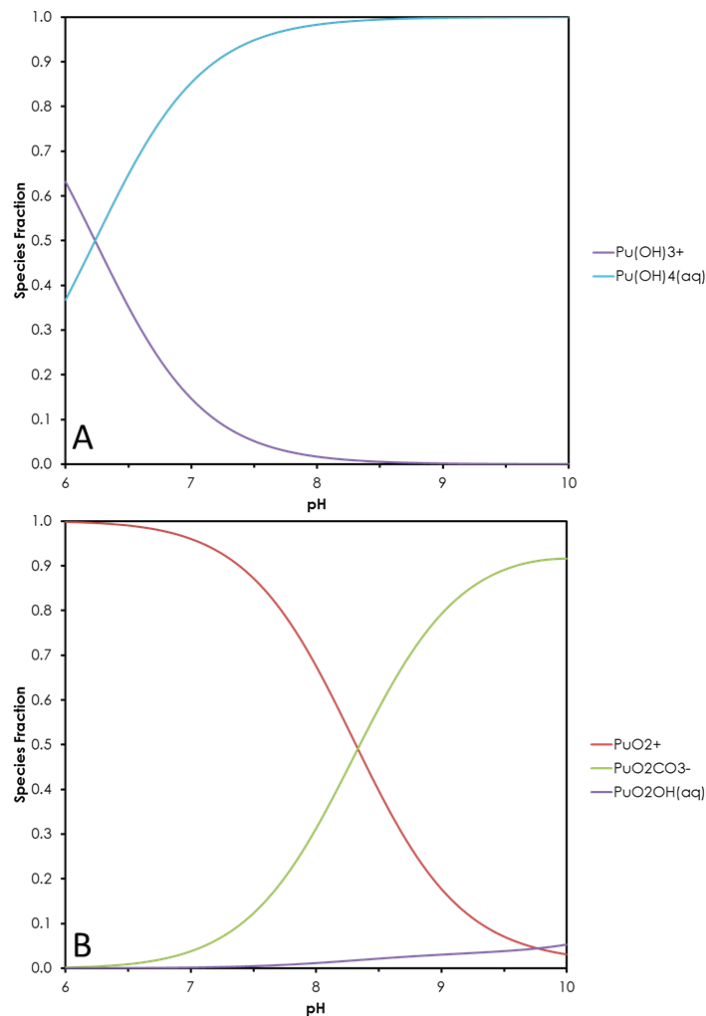 1.0
0.9
0.8
0.7
0.6
0.5
0.4
0.3
0.2
0.1
0.0
Species Fraction
A
6 7 8 9 10
pH
Pu(OH)3+
Pu(OH)4(aq)
1.0
0.9
0.8
0.7
0.6
0.5
0.4
0.3
0.2
0.1
0.0
Species Fraction
B
6 7 8 9 10
pH
PuO2+
PuO2CO3-
PuO2OH(aq)